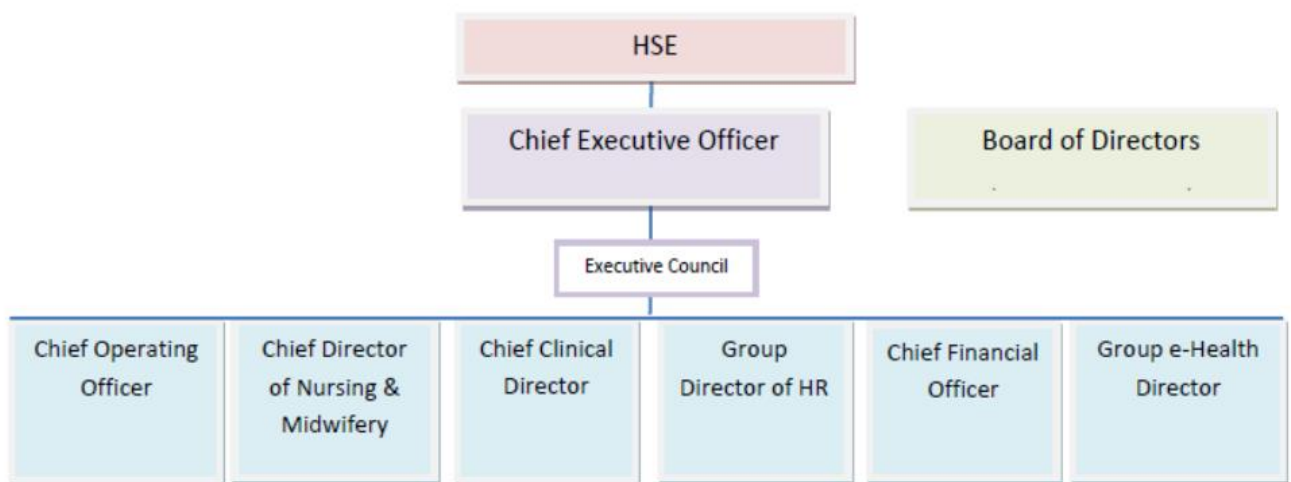 HSE
Chief Executive Officer
Board of Directors
Executive Council
Chief Operating
Officer
Chief Director
of Nursing &
Midwifery
Chief Clinical
Director
Group
Director of HR
Chief Financial
Officer
Group e-Health
Director